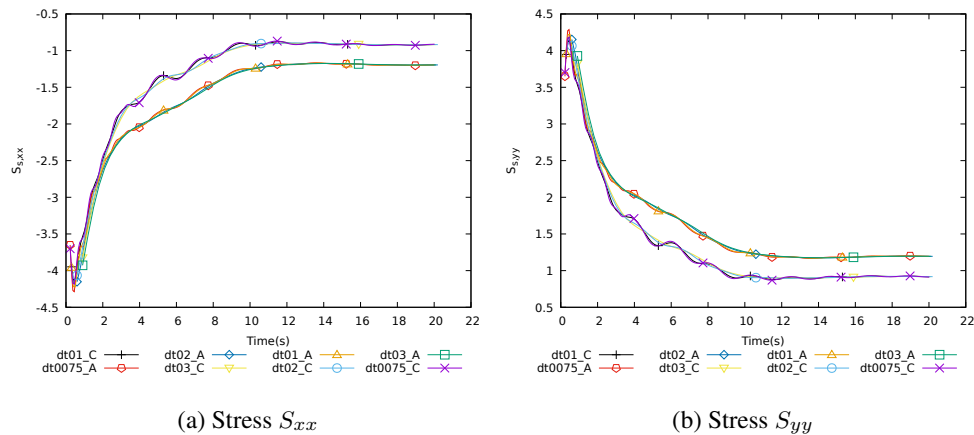 -0.5
-1
-1.5
-2
-2.5
-3
-3.5
-4
-4.5
S_{s,xx}
0 2 4 6 8 10 12 14 16 18 20 22
Time(s)
dt01_C dt02_A dt01_A dt03_A
dt0075_A dt03_C dt02_C dt0075_C
(a) Stress S_{xx}
4.5
4
3.5
3
2.5
2
1.5
1
0.5
S_{s,yy}
0 2 4 6 8 10 12 14 16 18 20 22
Time(s)
dt01_C dt02_A dt01_A dt03_A
dt0075_A dt03_C dt02_C dt0075_C
(b) Stress S_{yy}